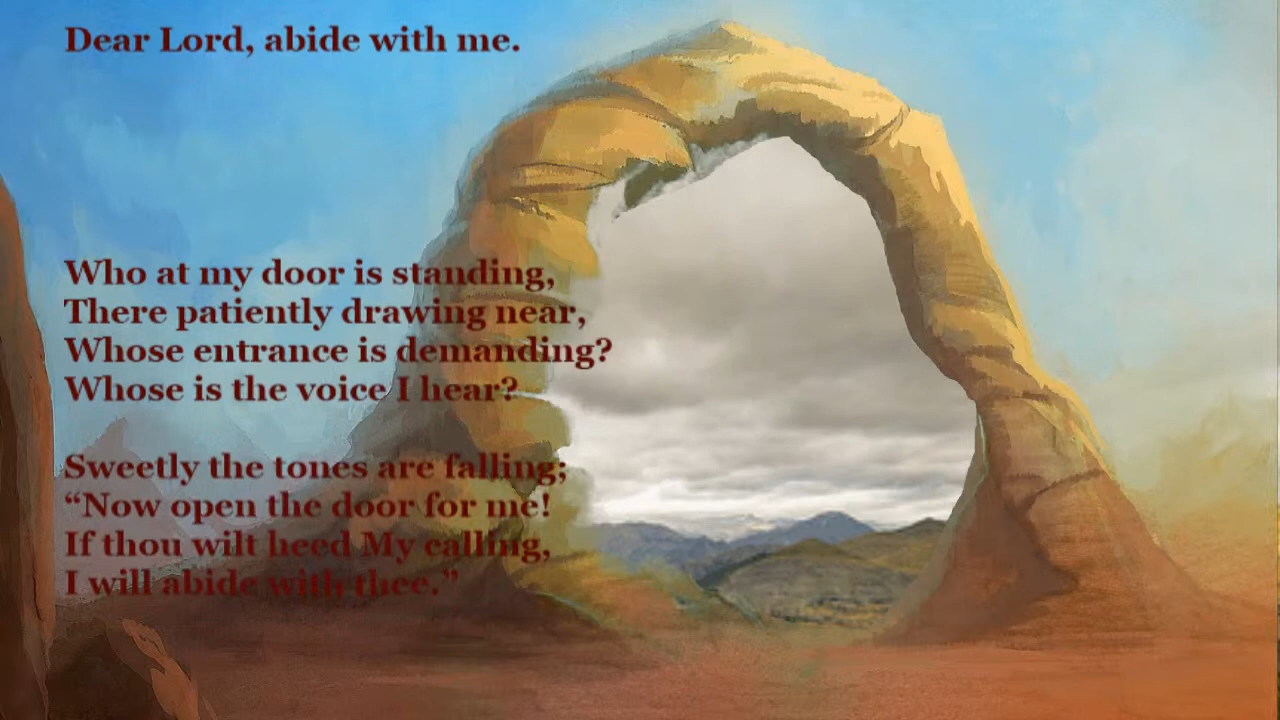 Dear Lord, abide with me.
Who at my door is standing,
There patiently drawing near,
Whose entrance is demanding?
Whose is the voice I hear?
Sweetly the tones are falling;
“Now open the door for me!
If thou wilt heed My calling,
I will abide with thee.”